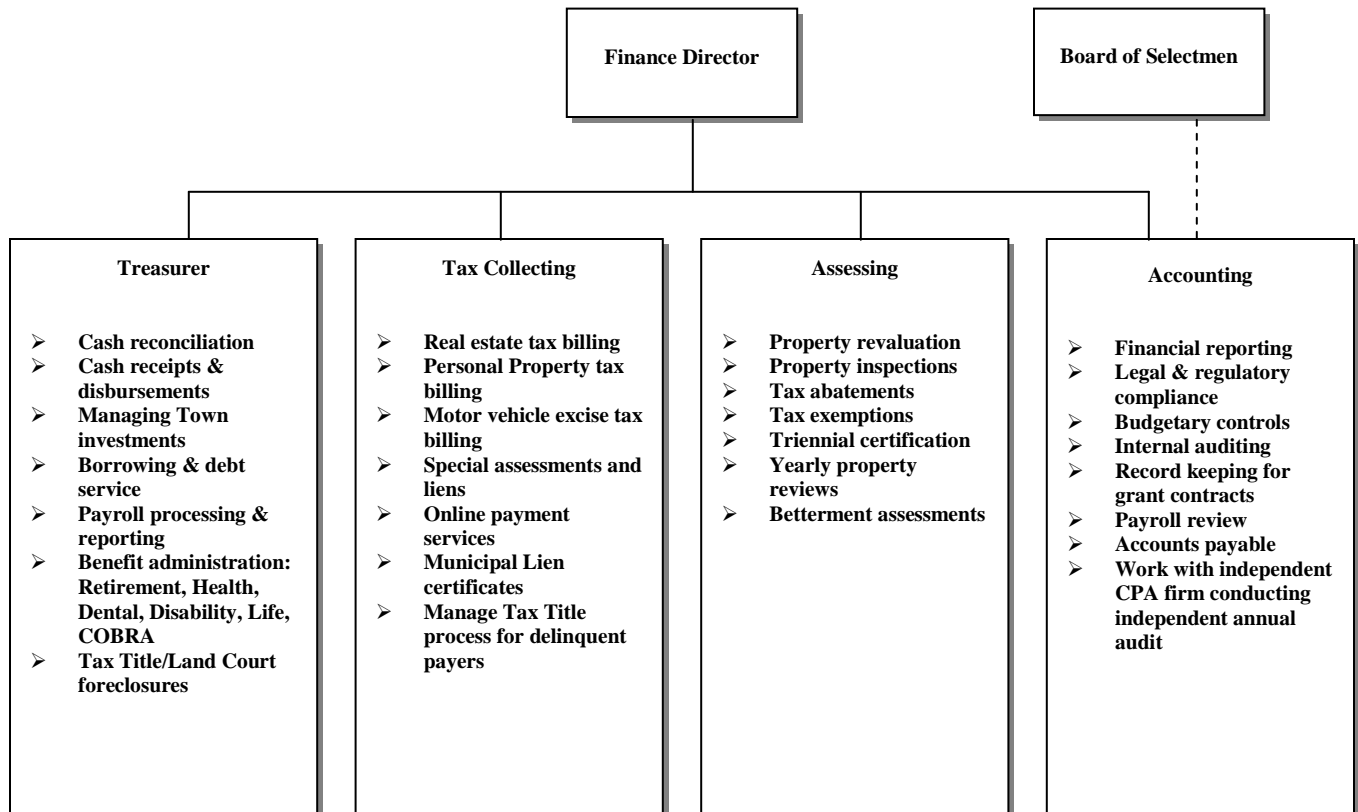 Finance Director
Board of Selectmen
Treasurer
➢ Cash reconciliation
➢ Cash receipts &
disbursements
➢ Managing Town
investments
➢ Borrowing & debt
service
➢ Payroll processing &
reporting
➢ Benefit administration:
Retirement, Health,
Dental, Disability, Life,
COBRA
➢ Tax Title/Land Court
foreclosures
Tax Collecting
➢ Real estate tax billing
➢ Personal Property tax
billing
➢ Motor vehicle excise tax
billing
➢ Special assessments and
liens
➢ Online payment
services
➢ Municipal Lien
certificates
➢ Manage Tax Title
process for delinquent
payers
Assessing
➢ Property revaluation
➢ Property inspections
➢ Tax abatements
➢ Tax exemptions
➢ Triennial certification
➢ Yearly property
reviews
➢ Betterment assessments
Accounting
➢ Financial reporting
➢ Legal & regulatory
compliance
➢ Budgetary controls
➢ Internal auditing
➢ Record keeping for
grant contracts
➢ Payroll review
➢ Accounts payable
➢ Work with independent
CPA firm conducting
independent annual
audit